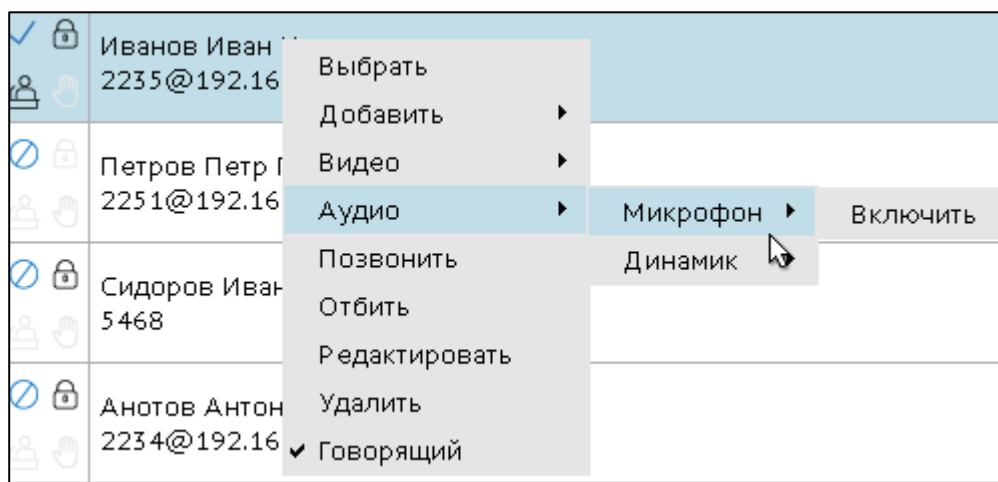 Иванов Иван
2235@192.16
Петров Петр
2251@192.16
Сидоров Иван
5468
Анотов Антон
2234@192.16
Выбрать
Добавить
Видео
Аудио
Позвонить
Отбить
Редактировать
Удалить
Говорящий
Микрофон
Динамик
Включить